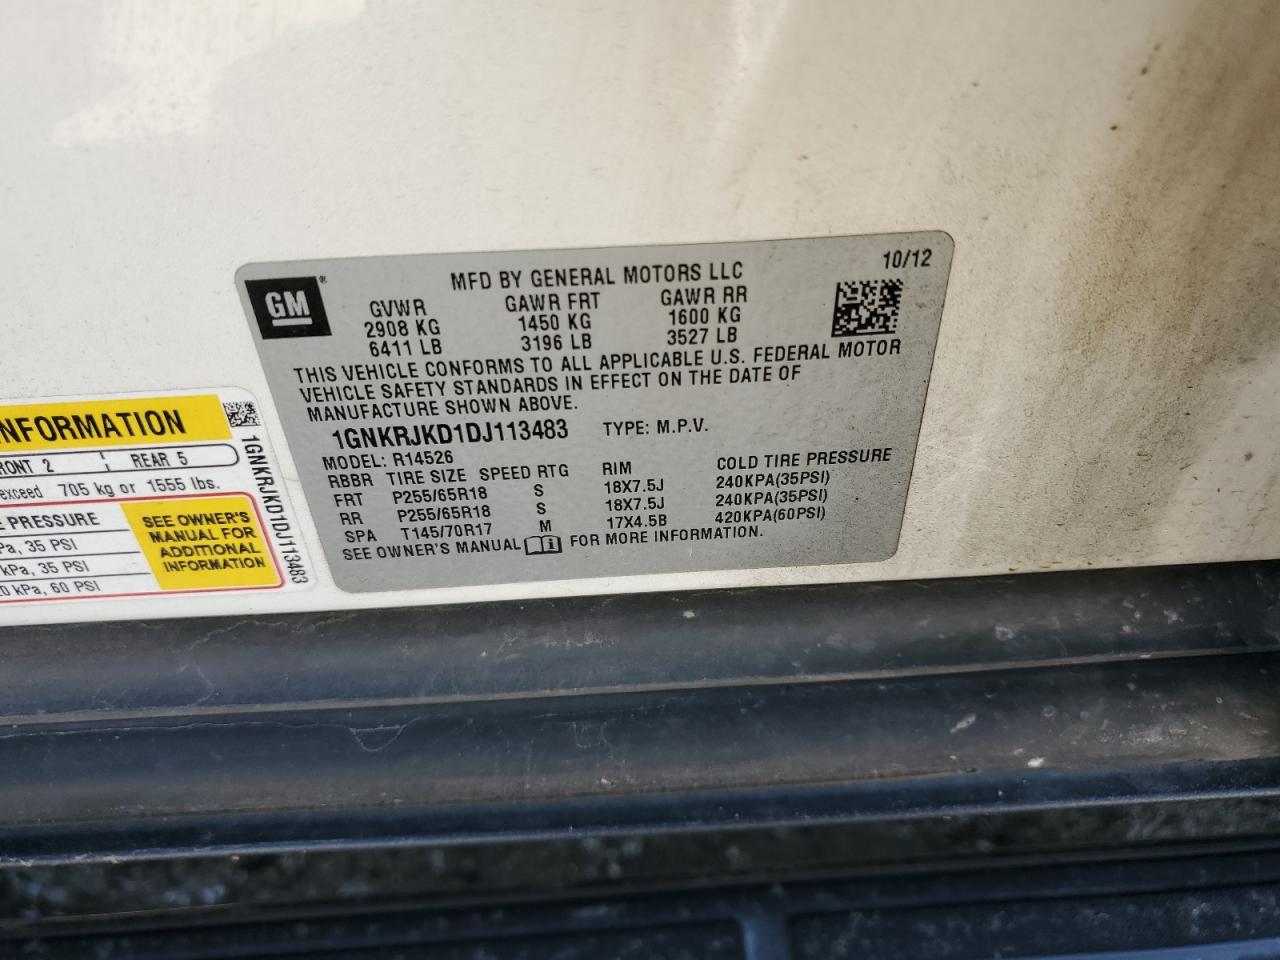 GM ®
MFD BY GENERAL MOTORS LLC 10/12
GVWR GAWR FRT GAWR RR
2908 KG 1450 KG 1600 KG
6411 LB 3196 LB 3527 LB
THIS VEHICLE CONFORMS TO ALL APPLICABLE U.S. FEDERAL MOTOR
VEHICLE SAFETY STANDARDS IN EFFECT ON THE DATE OF
MANUFACTURE SHOWN ABOVE.
1GNKRJKD1DJ113483 TYPE: M.P.V.
MODEL: R14526
RBBR TIRE SIZE SPEED RTG RIM COLD TIRE PRESSURE
FRT P255/65R18 S 18X7.5J 240KPA(35PSI)
RR P255/65R18 S 18X7.5J 240KPA(35PSI)
SPA T145/70R17 M 17X4.5B 420KPA(60PSI)
SEE OWNER'S MANUAL i FOR MORE INFORMATION.
NFORMATION
RONT 2 REAR 5
exceed 705 kg or 1555 lbs.
PRESSURE
Pa, 35 PSI
kPa, 35 PSI
0 kPa, 60 PSI
SEE OWNER'S
MANUAL FOR
ADDITIONAL
INFORMATION
1GNKRJKD1DJ113483